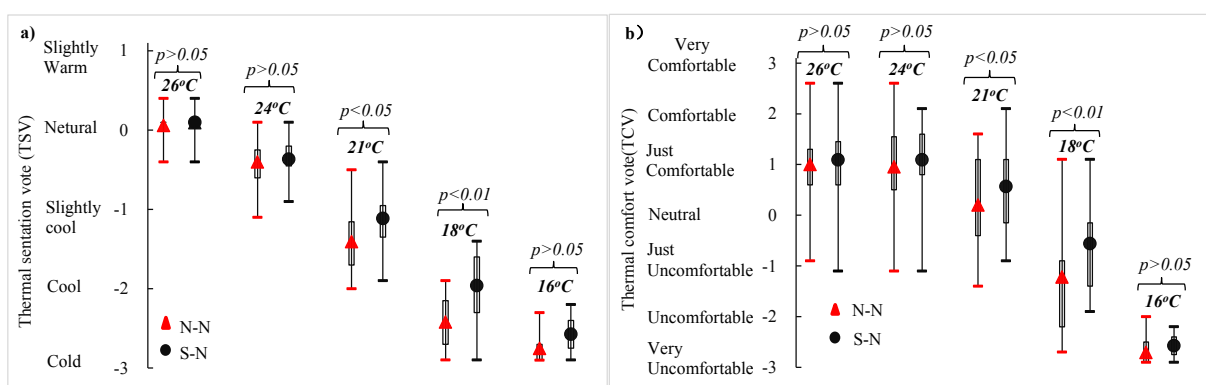 a)
Thermal sentation vote (TSV)
Slightly
Warm
Netural
Slightly
cool
Cool
Cold
1
0
-1
-2
-3
p>0.05
26°C
p>0.05
24°C
p<0.05
21°C
p<0.01
18°C
p>0.05
16°C
N-N
S-N
b)
Thermal comfort vote(TCV)
Very
Comfortable
Comfortable
Just
Comfortable
Neutral
Just
Uncomfortable
Uncomfortable
Very
Uncomfortable
3
2
1
0
-1
-2
-3
p>0.05
26°C
p>0.05
24°C
p<0.05
21°C
p<0.01
18°C
p>0.05
16°C
N-N
S-N